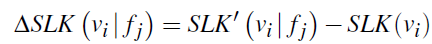 ΔSLK (v_i | f_j) = SLK′ (v_i | f_j) − SLK(v_i)